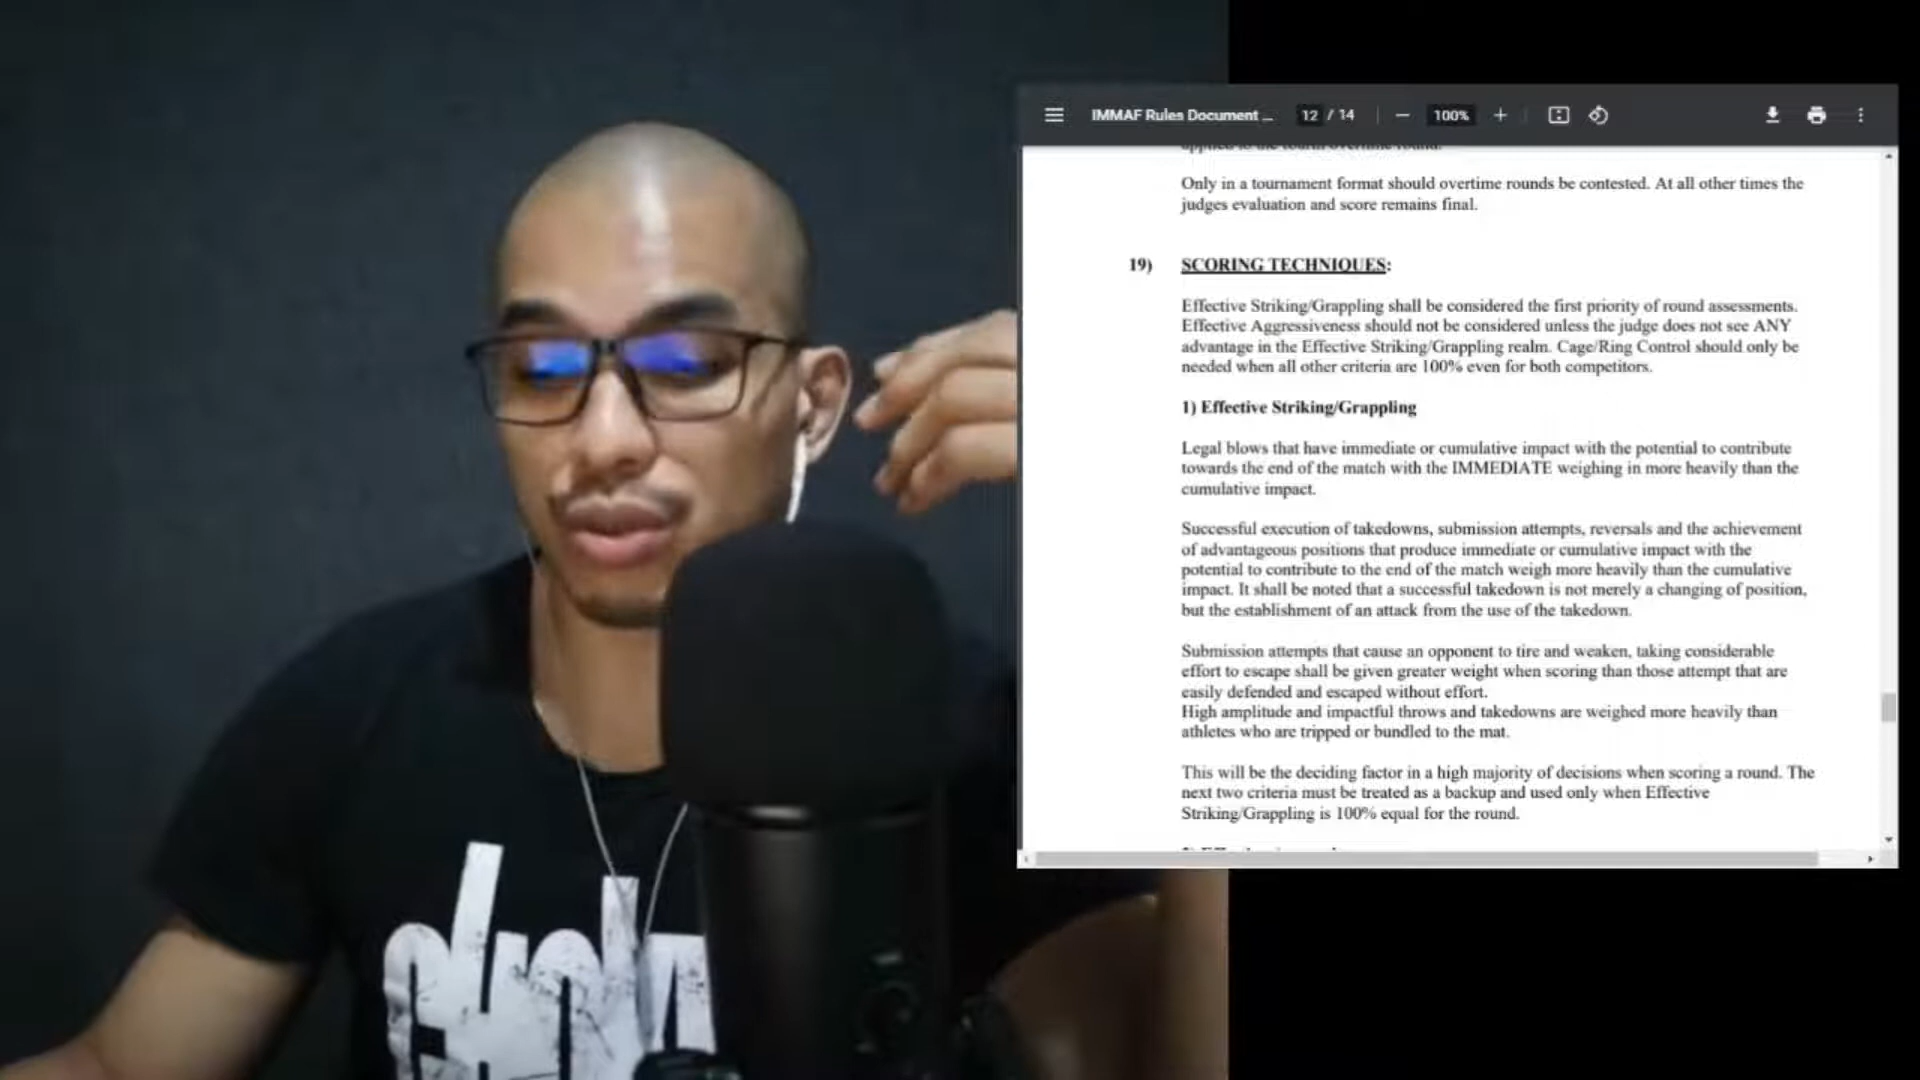 IMMAF Rules Document ...
12 / 14
100%
applied to the fourth overtime round.
Only in a tournament format should overtime rounds be contested. At all other times the
judges evaluation and score remains final.
19) SCORING TECHNIQUES:
Effective Striking/Grappling shall be considered the first priority of round assessments.
Effective Aggressiveness should not be considered unless the judge does not see ANY
advantage in the Effective Striking/Grappling realm. Cage/Ring Control should only be
needed when all other criteria are 100% even for both competitors.
1) Effective Striking/Grappling
Legal blows that have immediate or cumulative impact with the potential to contribute
towards the end of the match with the IMMEDIATE weighing in more heavily than the
cumulative impact.
Successful execution of takedowns, submission attempts, reversals and the achievement
of advantageous positions that produce immediate or cumulative impact with the
potential to contribute to the end of the match weigh more heavily than the cumulative
impact. It shall be noted that a successful takedown is not merely a changing of position,
but the establishment of an attack from the use of the takedown.
Submission attempts that cause an opponent to tire and weaken, taking considerable
effort to escape shall be given greater weight when scoring than those attempt that are
easily defended and escaped without effort.
High amplitude and impactful throws and takedowns are weighed more heavily than
athletes who are tripped or bundled to the mat.
This will be the deciding factor in a high majority of decisions when scoring a round. The
next two criteria must be treated as a backup and used only when Effective
Striking/Grappling is 100% equal for the round.